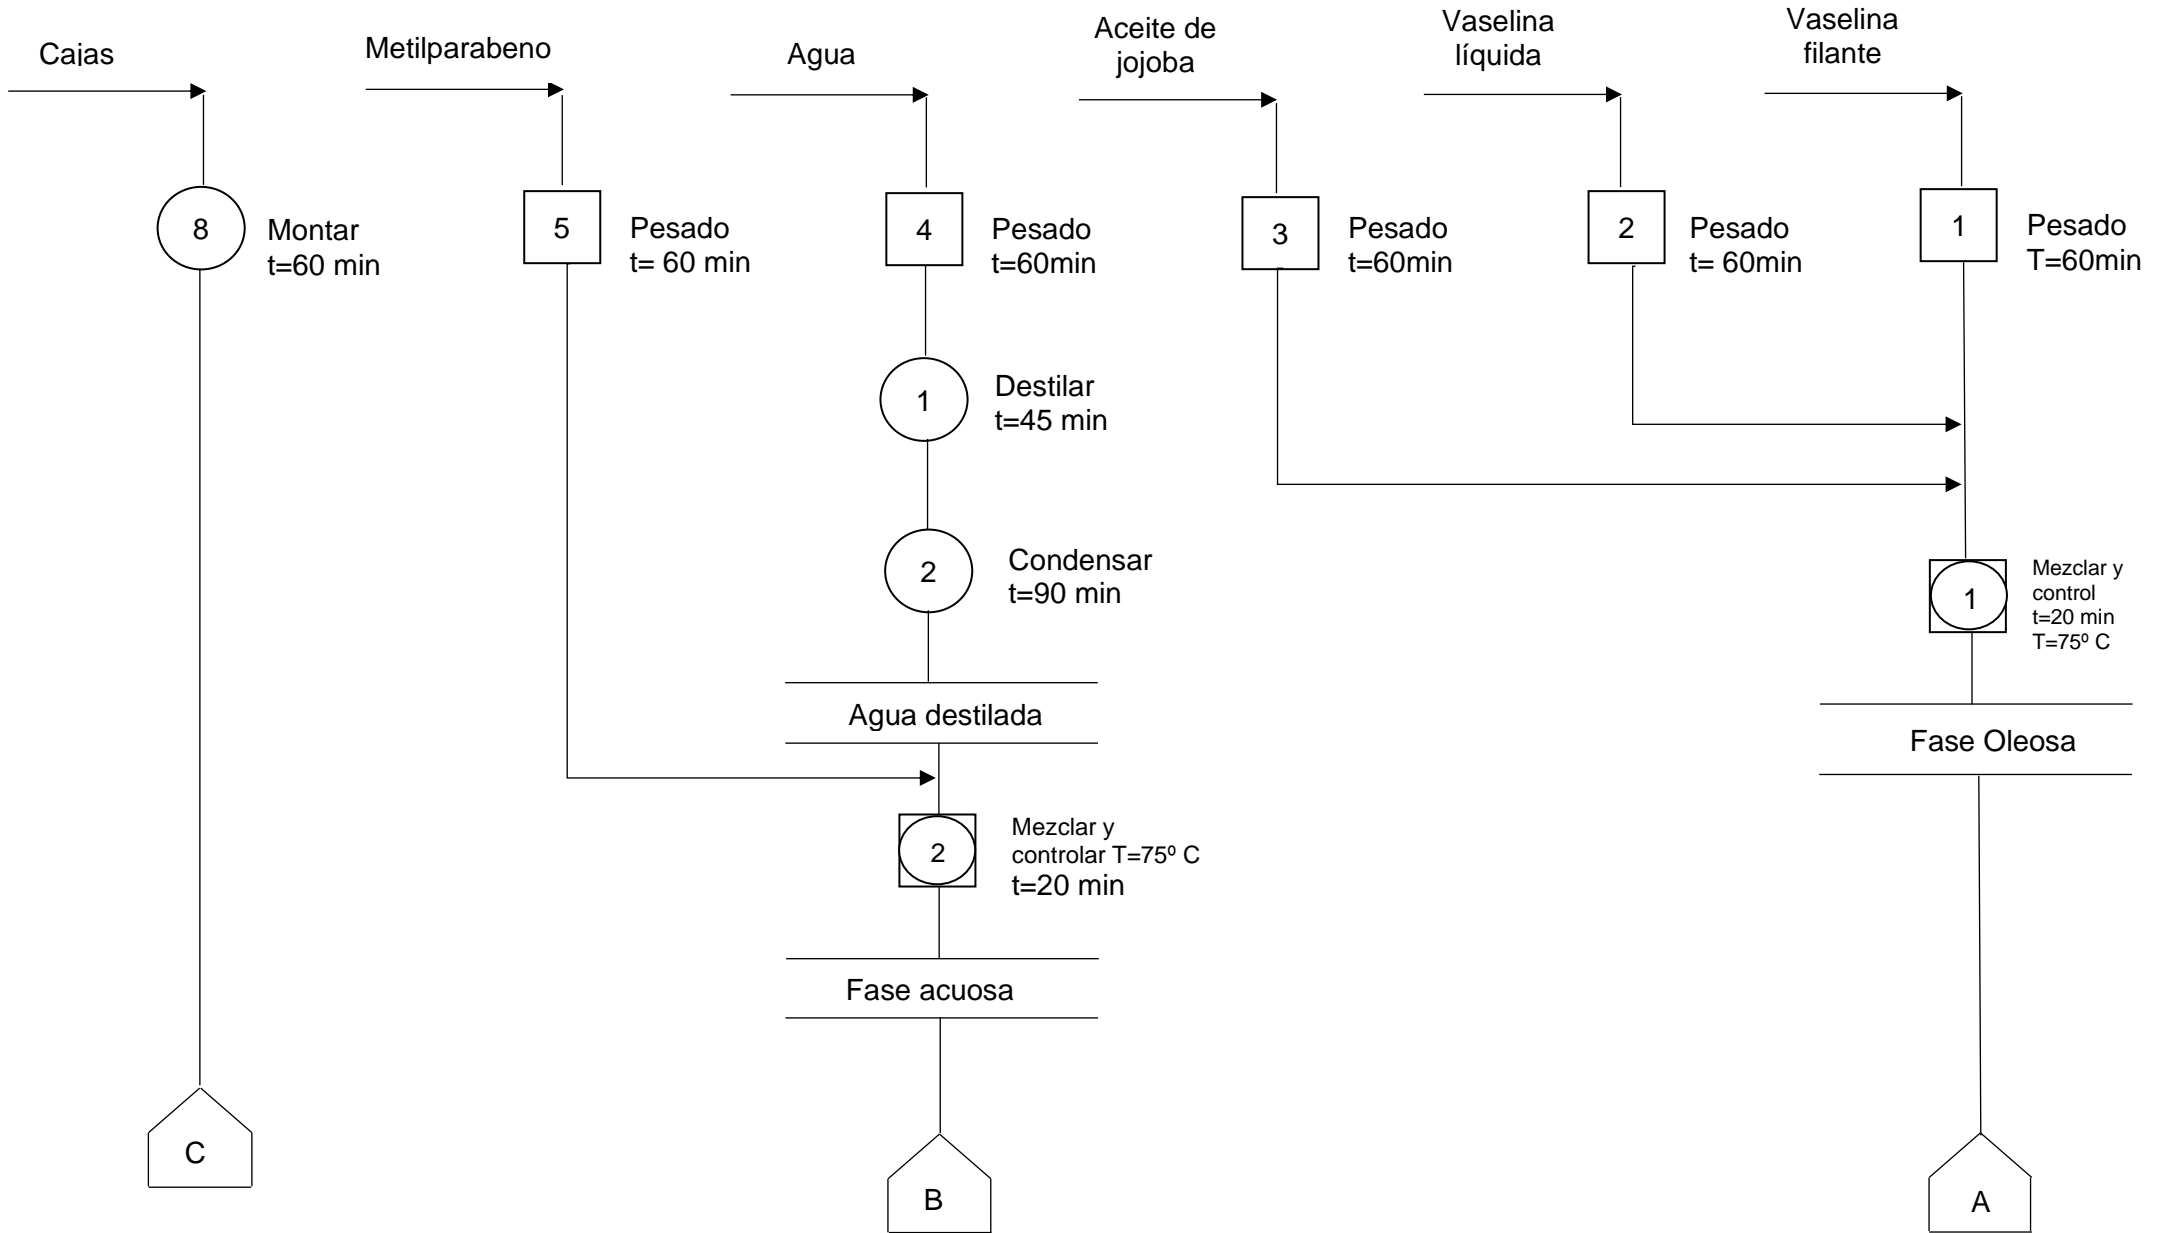 Cajas
Metilparabeno
Agua
Aceite de
jojoba
Vaselina
líquida
Vaselina
filante
8
Montar
t=60 min
5
Pesado
t= 60 min
4
Pesado
t=60min
3
Pesado
t=60min
2
Pesado
t= 60min
1
Pesado
T=60min
1
Destilar
t=45 min
2
Condensar
t=90 min
1
Mezclar y
control
t=20 min
T=75º C
Agua destilada
Fase Oleosa
2
Mezclar y
controlar T=75º C
t=20 min
Fase acuosa
C
B
A